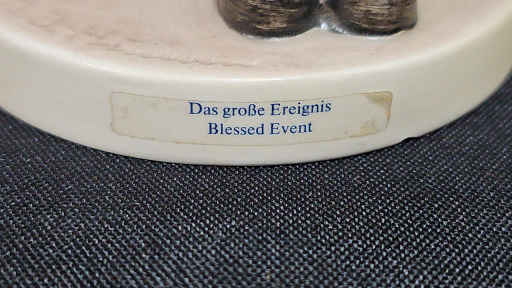 Das große Ereignis
Blessed Event